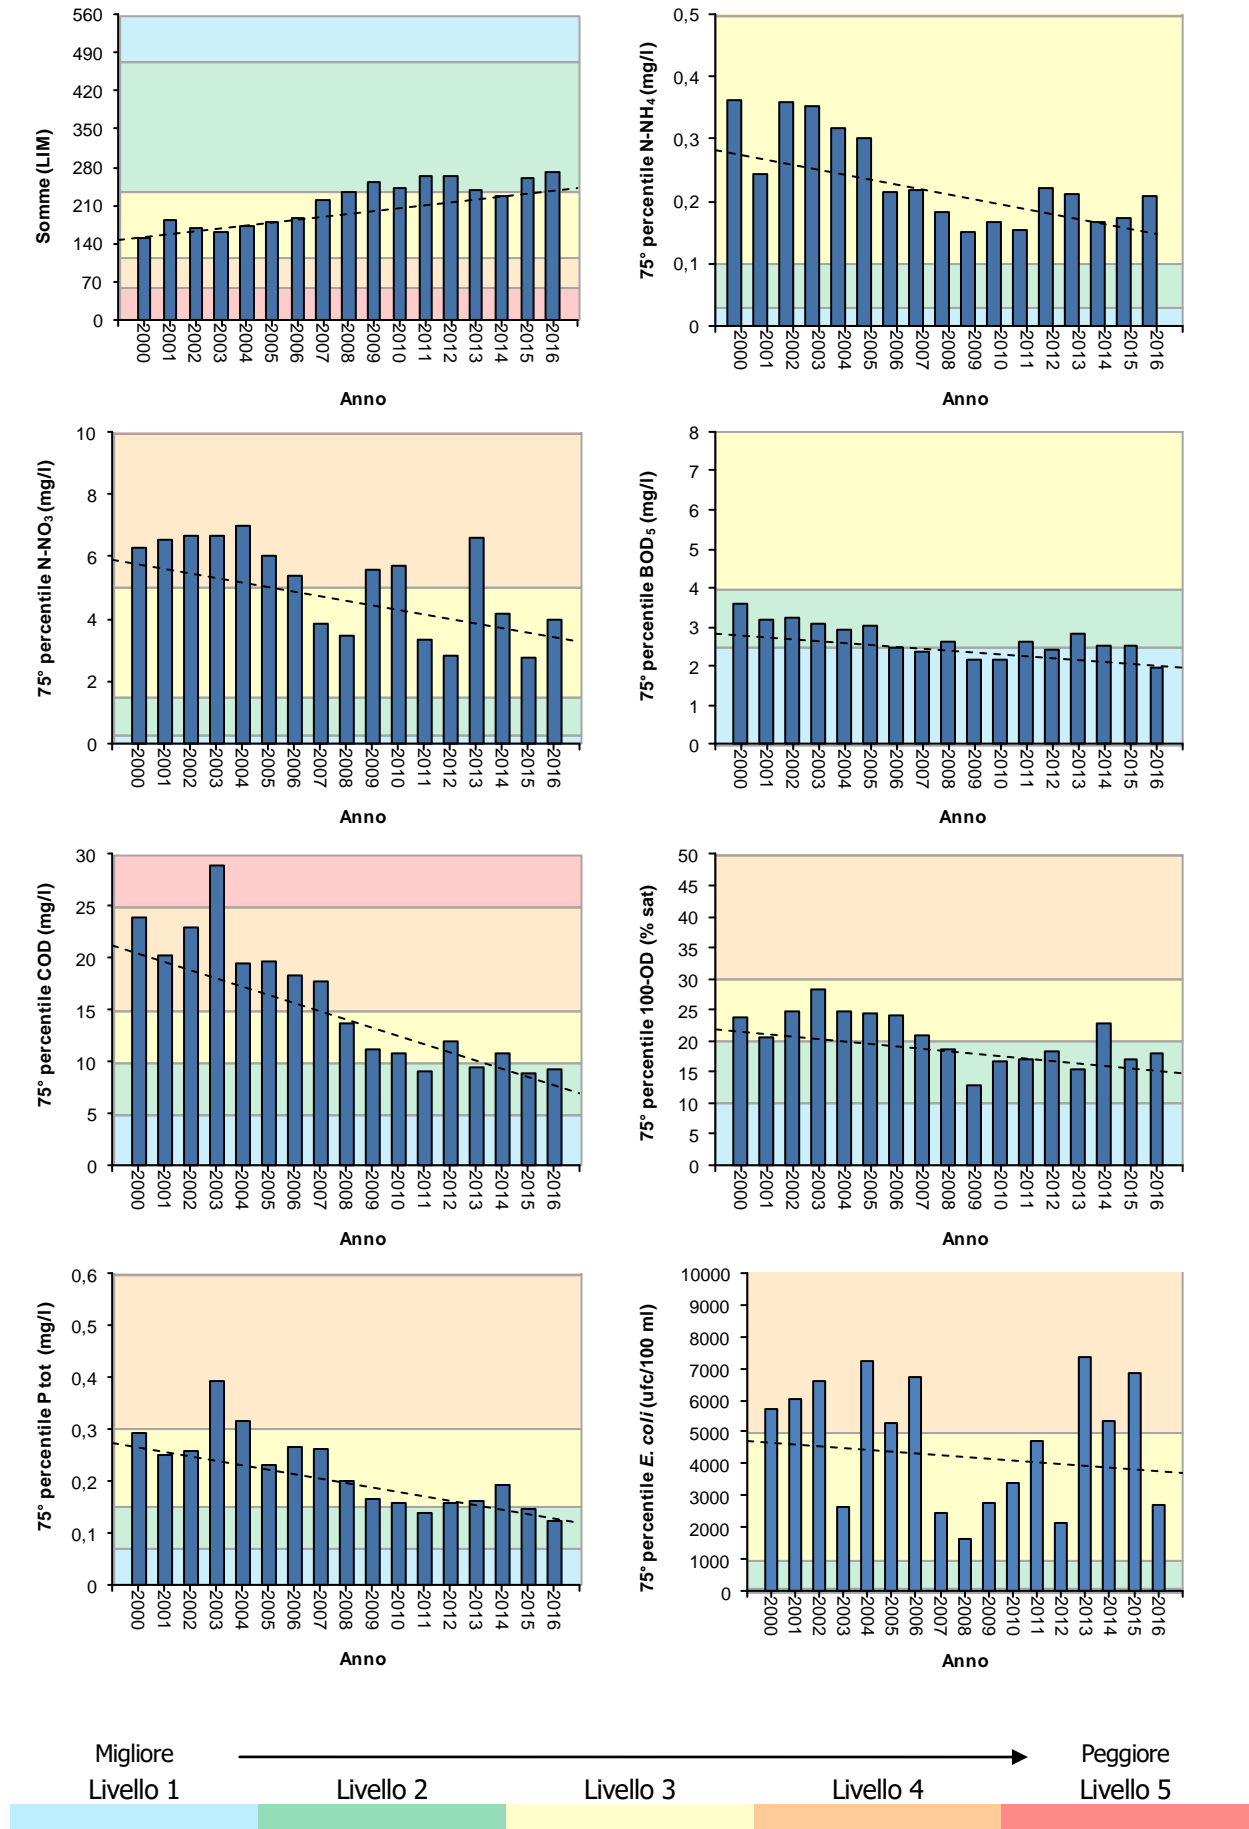 560
490
420
350
280
210
140
70
0
Somme (LIM)
2000 2001 2002 2003 2004 2005 2006 2007 2008 2009 2010 2011 2012 2013 2014 2015 2016
Anno
0,5
0,4
0,3
0,2
0,1
0
75° percentile N-NH₄ (mg/l)
2000 2001 2002 2003 2004 2005 2006 2007 2008 2009 2010 2011 2012 2013 2014 2015 2016
Anno
10
8
6
4
2
0
75° percentile N-NO₃ (mg/l)
2000 2001 2002 2003 2004 2005 2006 2007 2008 2009 2010 2011 2012 2013 2014 2015 2016
Anno
8
7
6
5
4
3
2
1
0
75° percentile BOD₅ (mg/l)
2000 2001 2002 2003 2004 2005 2006 2007 2008 2009 2010 2011 2012 2013 2014 2015 2016
Anno
30
25
20
15
10
5
0
75° percentile COD (mg/l)
2000 2001 2002 2003 2004 2005 2006 2007 2008 2009 2010 2011 2012 2013 2014 2015 2016
Anno
50
45
40
35
30
25
20
15
10
5
0
75° percentile 100-OD (% sat)
2000 2001 2002 2003 2004 2005 2006 2007 2008 2009 2010 2011 2012 2013 2014 2015 2016
Anno
0,6
0,5
0,4
0,3
0,2
0,1
0
75° percentile P tot (mg/l)
2000 2001 2002 2003 2004 2005 2006 2007 2008 2009 2010 2011 2012 2013 2014 2015 2016
Anno
10000
9000
8000
7000
6000
5000
4000
3000
2000
1000
0
75° percentile E. coli (ufc/100 ml)
2000 2001 2002 2003 2004 2005 2006 2007 2008 2009 2010 2011 2012 2013 2014 2015 2016
Anno
Migliore Peggiore
Livello 1 Livello 2 Livello 3 Livello 4 Livello 5